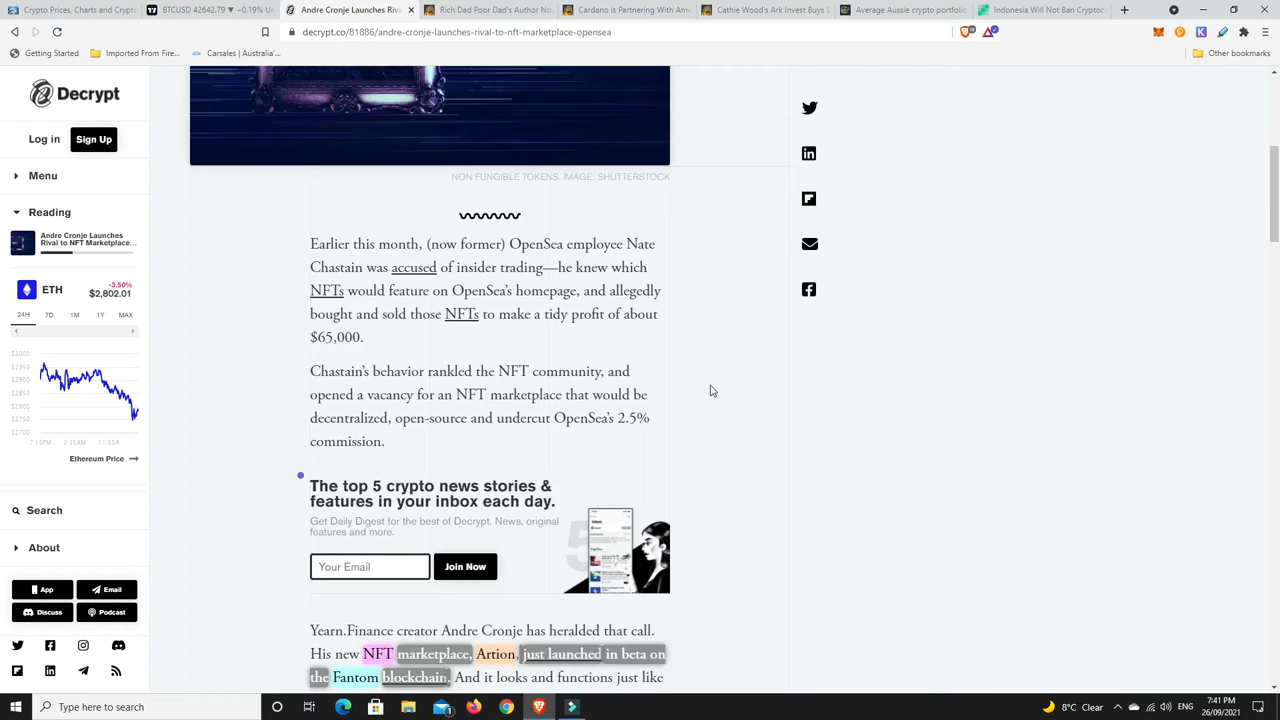 Crypto Prices, Charts and Crypto
BTCUSD 42642.79 ▼ −0.19% Un
Andre Cronje Launches Rival
Rich Dad Poor Dad's Author No
Cardano is Partnering With Ame
Cathie Wood's Ark Invest Buys $
Average Aussie crypto portfolio
Indonesia Will Not Ban Cryptoc
decrypt.co/81886/andre-cronje-launches-rival-to-nft-marketplace-opensea
Getting Started
Imported From Fire...
Carsales | Australia'...
Other bookmarks
Decrypt
Log in
Sign Up
Menu
Reading
Andre Cronje Launches
Rival to NFT Marketplace...
ETH
-3.50%
$2,802.01
24H 7D 1M 1Y MAX
$3000
$2950
$2900
$2850
$2800
$2750
$2700
Ethereum Price
Search
About
App
Email
Discuss
Podcast
NON FUNGIBLE TOKENS. IMAGE: SHUTTERSTOCK
Earlier this month, (now former) OpenSea employee Nate
Chastain was accused of insider trading—he knew which
NFTs would feature on OpenSea's homepage, and allegedly
bought and sold those NFTs to make a tidy profit of about
$65,000.
Chastain's behavior rankled the NFT community, and
opened a vacancy for an NFT marketplace that would be
decentralized, open-source and undercut OpenSea's 2.5%
commission.
The top 5 crypto news stories &
features in your inbox each day.
Get Daily Digest for the best of Decrypt. News, original
features and more.
Your Email
Join Now
Yearn.Finance creator Andre Cronje has heralded that call.
His new NFT marketplace, Artion, just launched in beta on
the Fantom blockchain. And it looks and functions just like
Type here to search
8°C Clear
ENG
7:41 PM
26/09/2021